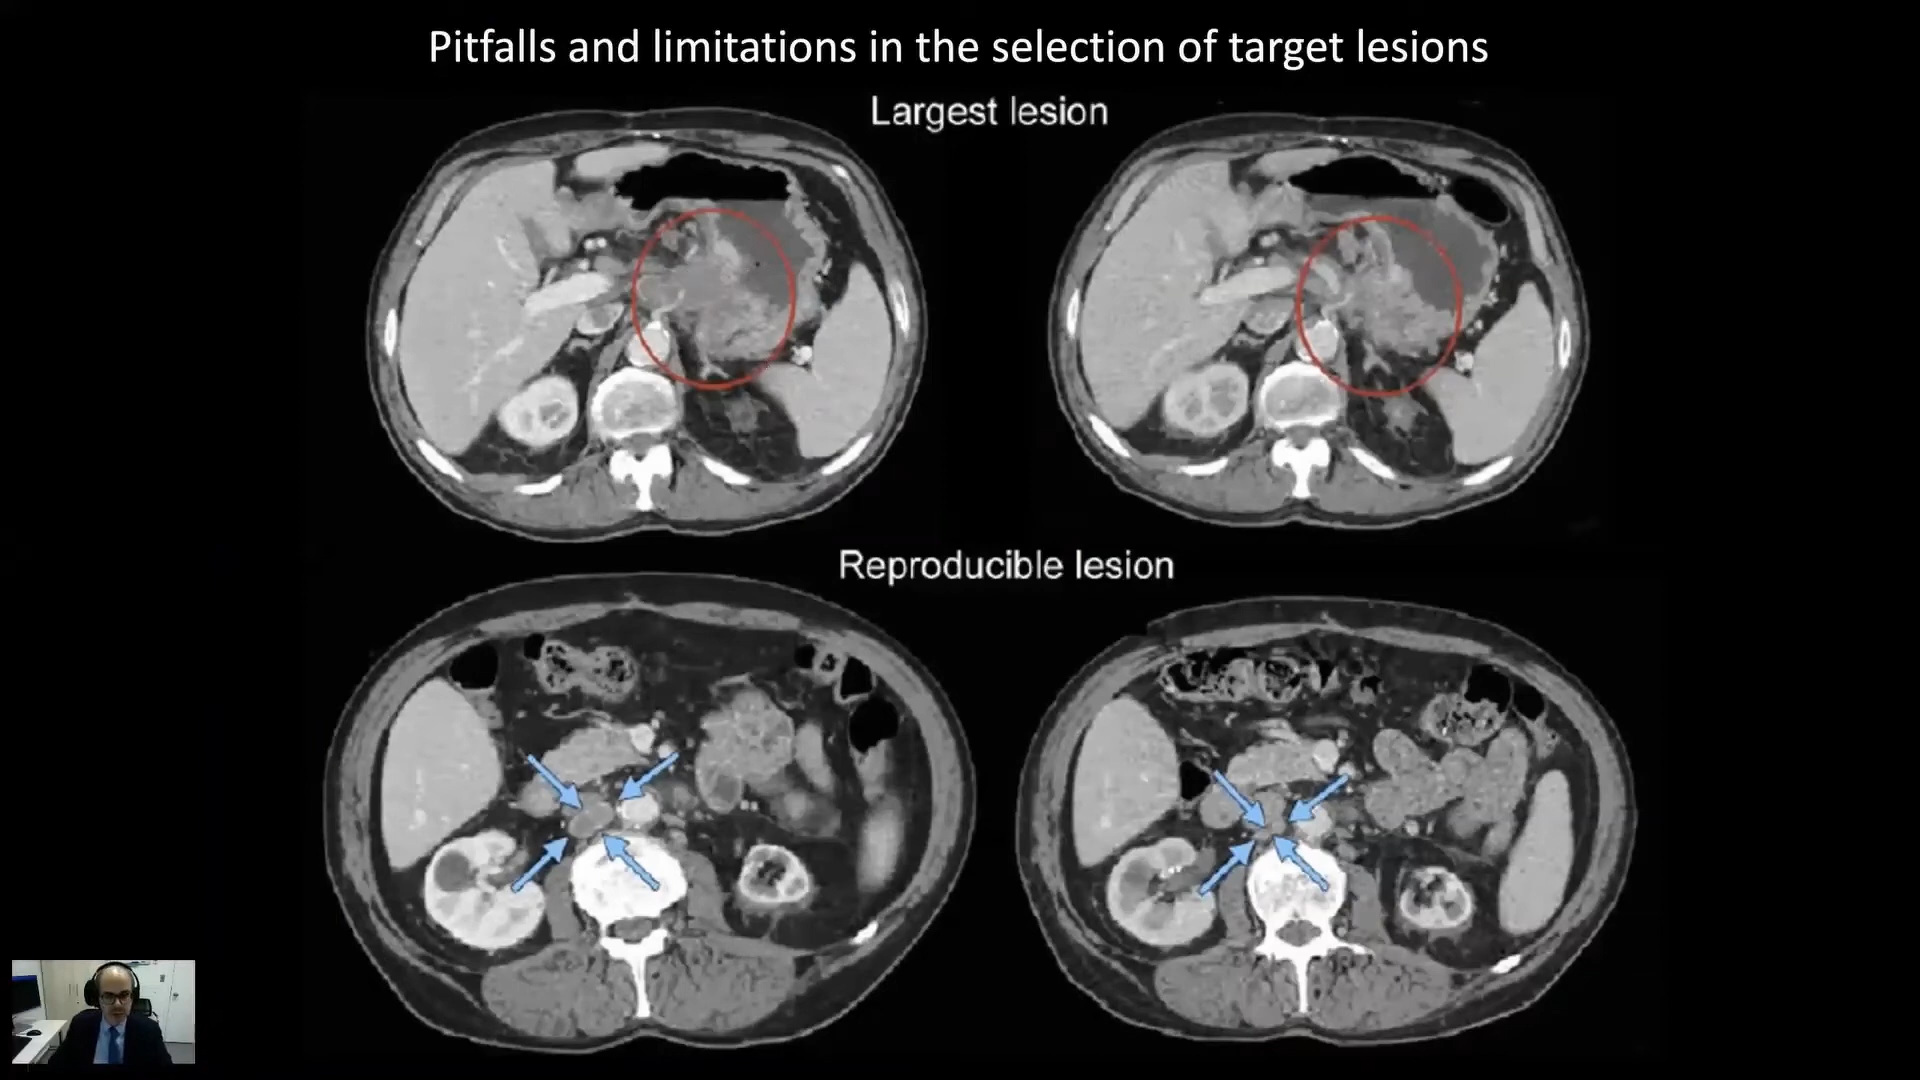 Pitfalls and limitations in the selection of target lesions
Largest lesion
Reproducible lesion